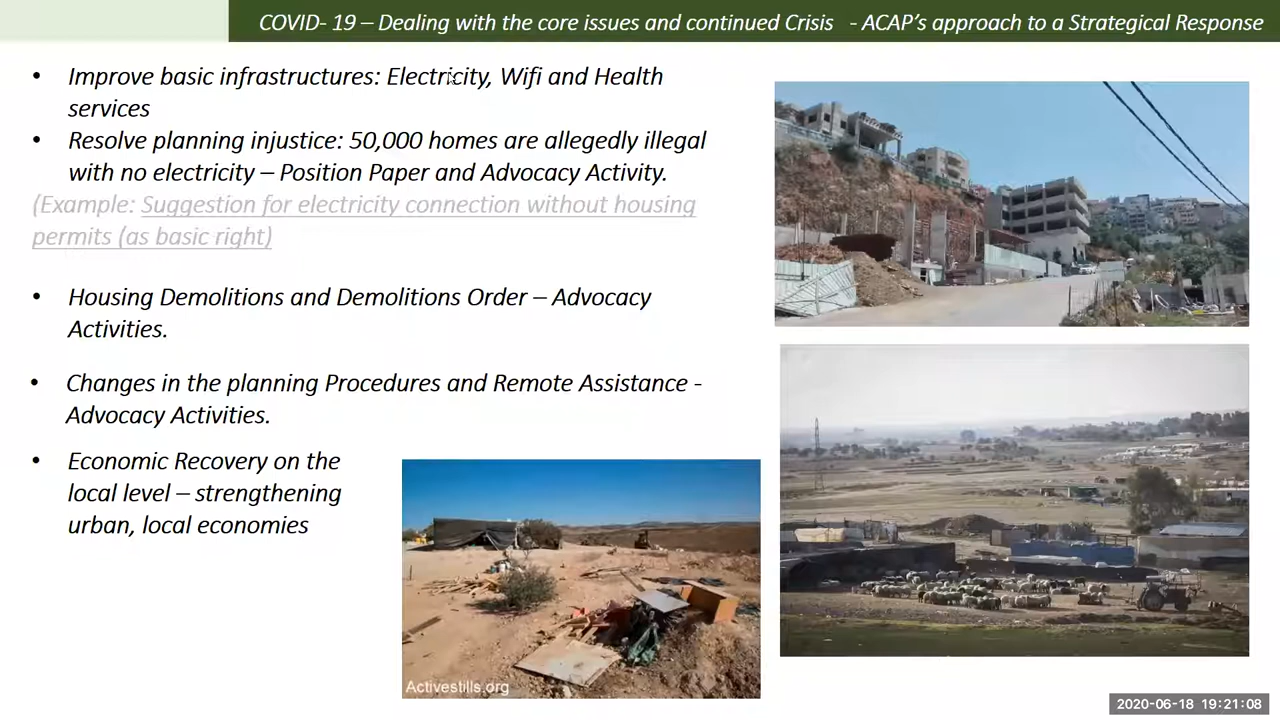 COVID- 19 – Dealing with the core issues and continued Crisis - ACAP's approach to a Strategical Response
• Improve basic infrastructures: Electricity, Wifi and Health
services
• Resolve planning injustice: 50,000 homes are allegedly illegal
with no electricity – Position Paper and Advocacy Activity.
(Example: Suggestion for electricity connection without housing
permits (as basic right)
• Housing Demolitions and Demolitions Order – Advocacy
Activities.
• Changes in the planning Procedures and Remote Assistance -
Advocacy Activities.
• Economic Recovery on the
local level – strengthening
urban, local economies
Activestills.org
2020-06-18 19:21:08